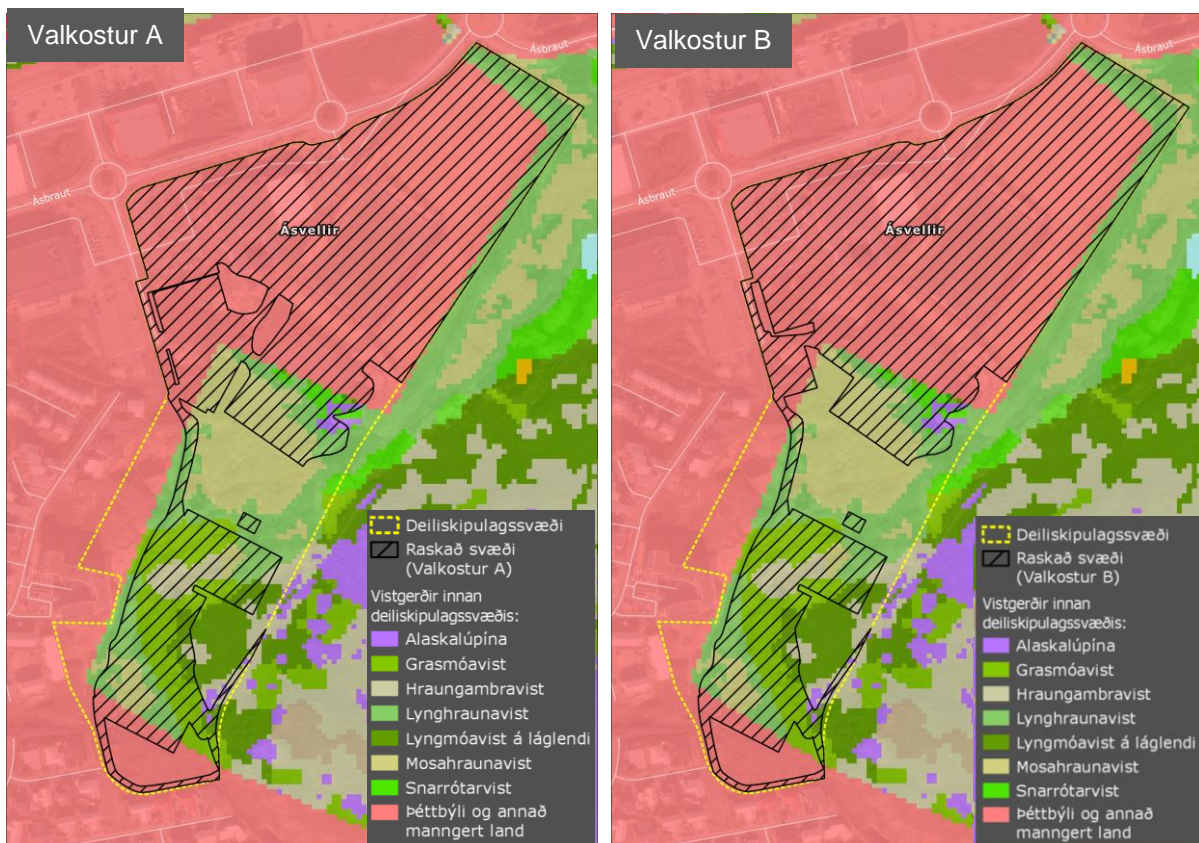 Valkostur A
Ásbraut
Ásbraut
Ásvellir
Deiliskipulagssvæði
Raskað svæði
(Valkostur A)
Vistgerðir innan
deiliskipulagssvæðis:
Alaskalúpína
Grasmóavist
Hraungambravist
Lynghraunavist
Lyngmóavist á láglendi
Mosahraunavist
Snarrótarvist
Þéttbýli og annað
manngert land
Valkostur B
Ásbraut
Ásbraut
Ásvellir
Deiliskipulagssvæði
Raskað svæði
(Valkostur B)
Vistgerðir innan
deiliskipulagssvæðis:
Alaskalúpína
Grasmóavist
Hraungambravist
Lynghraunavist
Lyngmóavist á láglendi
Mosahraunavist
Snarrótarvist
Þéttbýli og annað
manngert land